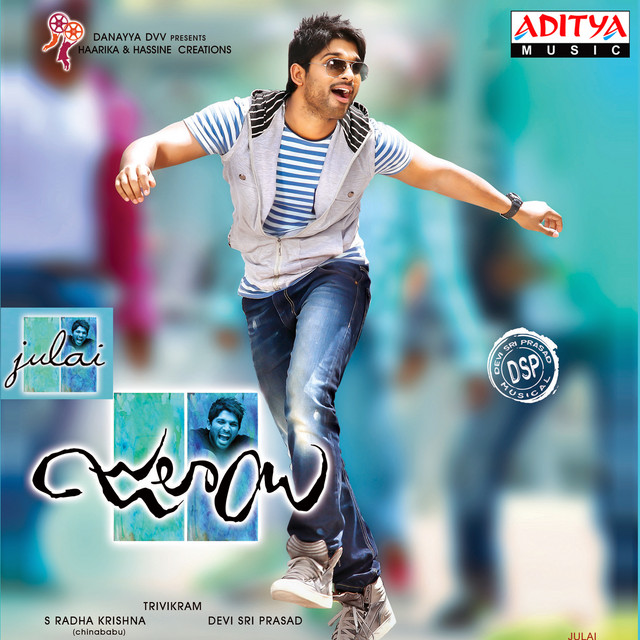 DANAYYA DVV PRESENTS
HAARIKA & HASSINE CREATIONS
ADITYA
MUSIC
julai
DEVI SRI PRASAD
DSP
MUSICAL
జులాయి
TRIVIKRAM
S RADHA KRISHNA
(chinababu)
DEVI SRI PRASAD
JULAI